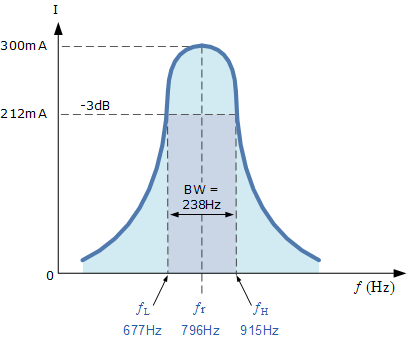 I
300mA
-3dB
212mA
BW =
238Hz
0
f (Hz)
fL fr fH
677Hz 796Hz 915Hz